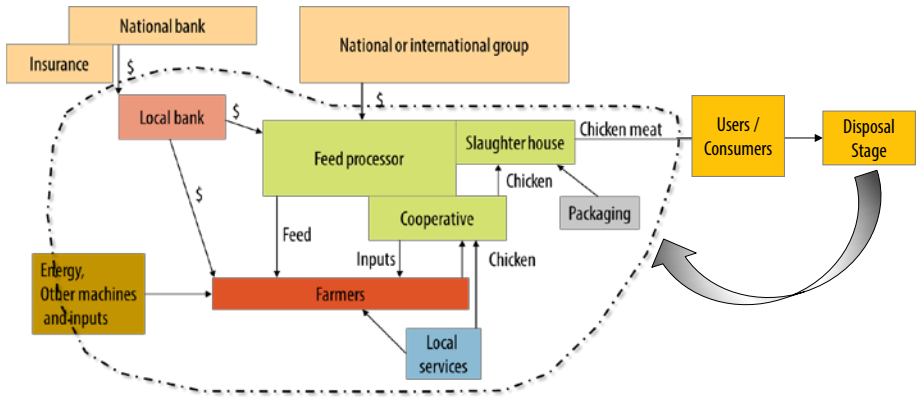 National bank
Insurance
$
National or international group
$
Local bank
$
$
Feed processor
Slaughter house
Chicken meat
Users /
Consumers
Disposal
Stage
Chicken
Packaging
Cooperative
Feed
Inputs
Chicken
Energy,
Other machines
and inputs
Farmers
Local
services